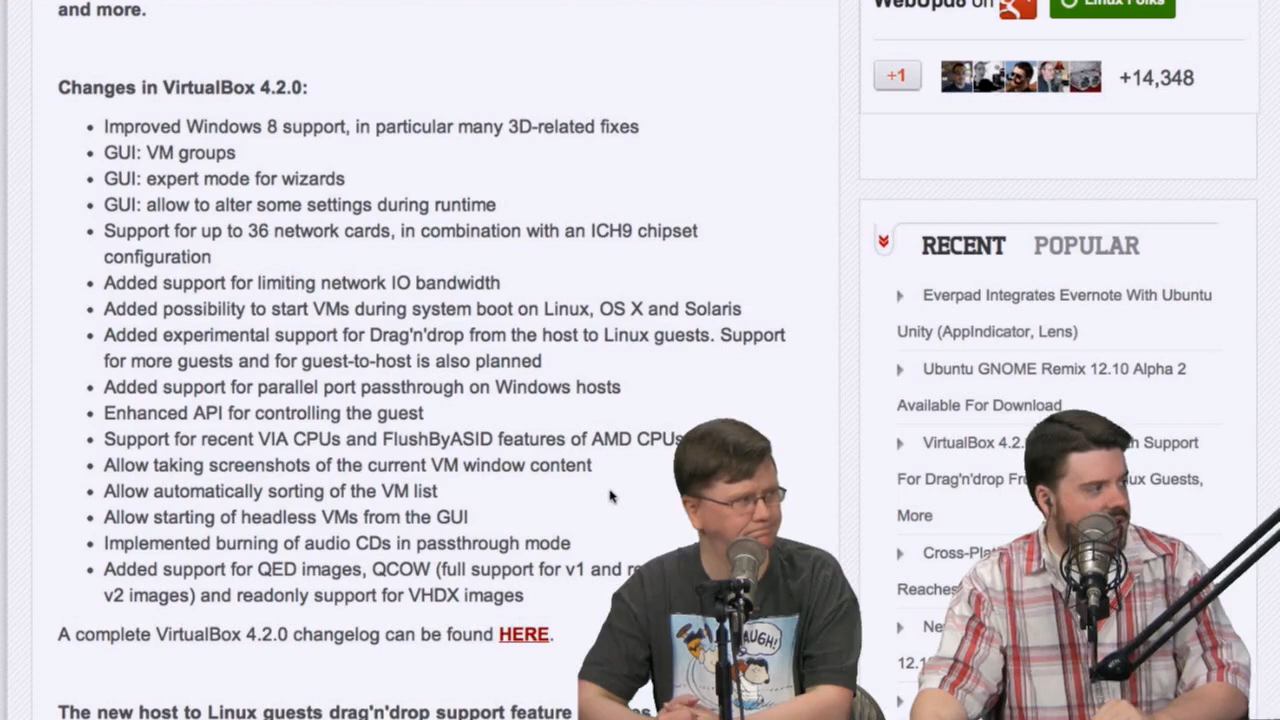 and more.
Changes in VirtualBox 4.2.0:
• Improved Windows 8 support, in particular many 3D-related fixes
• GUI: VM groups
• GUI: expert mode for wizards
• GUI: allow to alter some settings during runtime
• Support for up to 36 network cards, in combination with an ICH9 chipset
configuration
• Added support for limiting network IO bandwidth
• Added possibility to start VMs during system boot on Linux, OS X and Solaris
• Added experimental support for Drag'n'drop from the host to Linux guests. Support
for more guests and for guest-to-host is also planned
• Added support for parallel port passthrough on Windows hosts
• Enhanced API for controlling the guest
• Support for recent VIA CPUs and FlushByASID features of AMD CPUs
• Allow taking screenshots of the current VM window content
• Allow automatically sorting of the VM list
• Allow starting of headless VMs from the GUI
• Implemented burning of audio CDs in passthrough mode
• Added support for QED images, QCOW (full support for v1 and
v2 images) and readonly support for VHDX images
A complete VirtualBox 4.2.0 changelog can be found HERE.
The new host to Linux guests drag'n'drop support feature
WebUpd8 on
Linux Folks
+1 +14,348
RECENT POPULAR
Everpad Integrates Evernote With Ubuntu
Unity (AppIndicator, Lens)
Ubuntu GNOME Remix 12.10 Alpha 2
Available For Download
VirtualBox 4.2. Support
For Drag'n'drop Guests,
More
Reaches
12.1
AUGH!